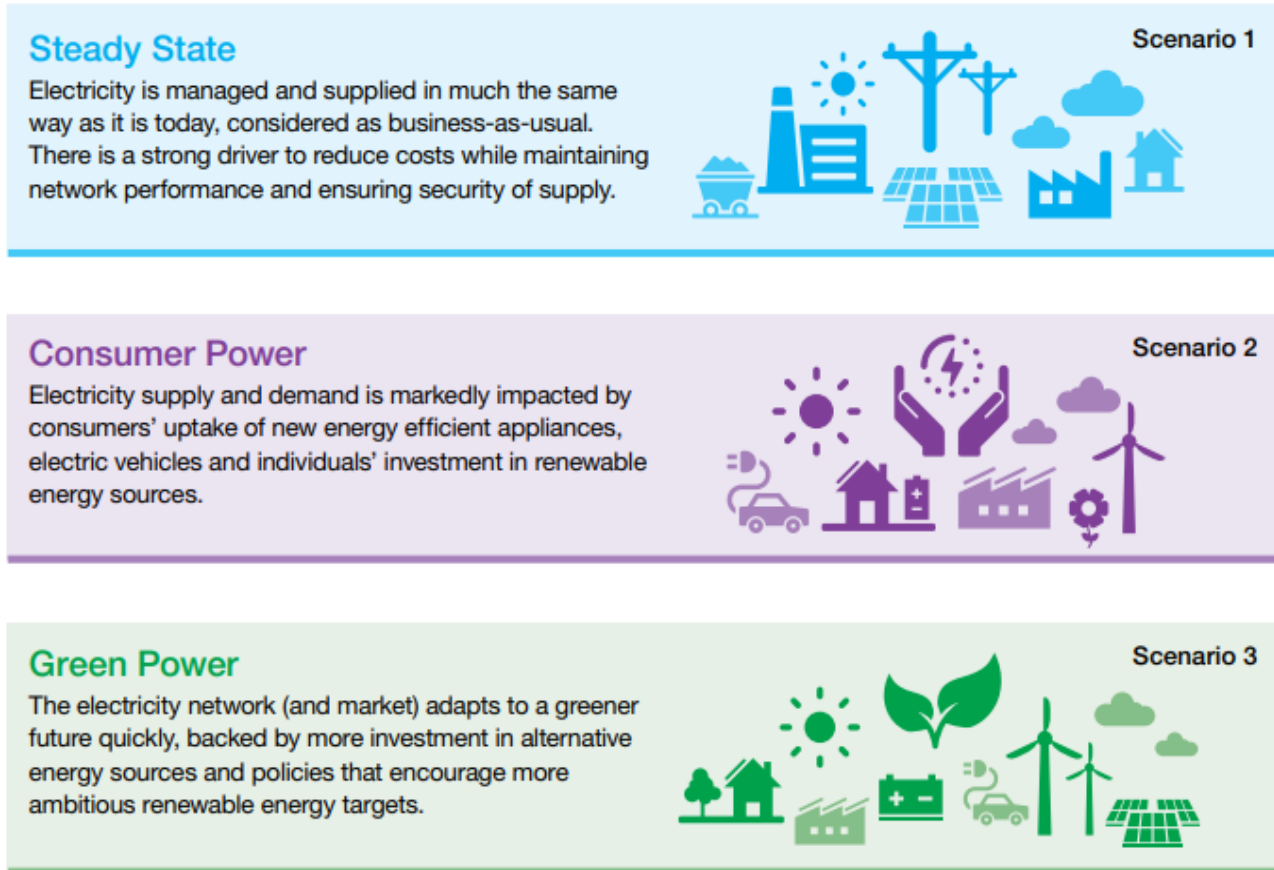 Steady State
Scenario 1
Electricity is managed and supplied in much the same
way as it is today, considered as business-as-usual.
There is a strong driver to reduce costs while maintaining
network performance and ensuring security of supply.
Consumer Power
Scenario 2
Electricity supply and demand is markedly impacted by
consumers’ uptake of new energy efficient appliances,
electric vehicles and individuals’ investment in renewable
energy sources.
Green Power
Scenario 3
The electricity network (and market) adapts to a greener
future quickly, backed by more investment in alternative
energy sources and policies that encourage more
ambitious renewable energy targets.